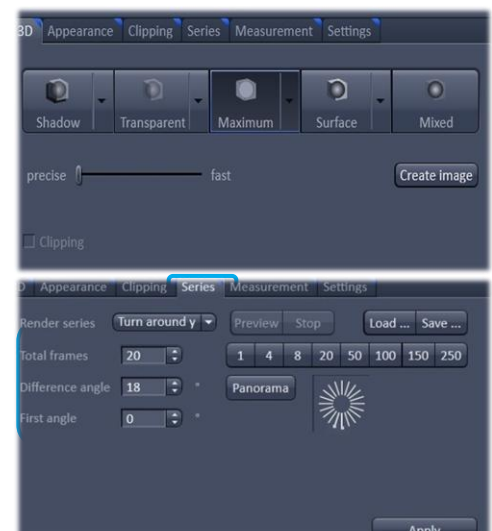 3D Appearance Clipping Series Measurement Settings
Shadow Transparent Maximum Surface Mixed
precise fast Create image
Clipping
Appearance Clipping Series Measurement Settings
Render series Turn around y Preview Stop Load ... Save ...
Total frames 20 1 4 8 20 50 100 150 250
Difference angle 18 ° Panorama
First angle 0 °
Apply